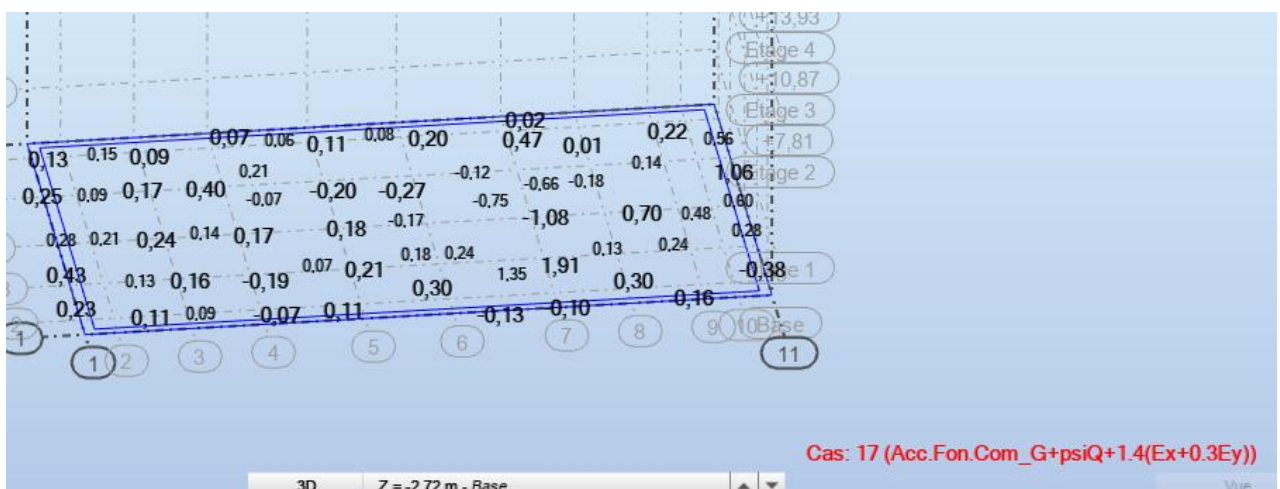 +13,93
Etage 4
+10,87
Etage 3
+7,81
Etage 2
-0,02
0,07 0,06 0,11 0,08 0,20 0,47 0,01 0,22 0,56
0,13 0,15 0,09
0,21 -0,12 0,14 1,06
0,25 0,09 0,17 0,40 -0,07 -0,20 -0,27 -0,75 -0,66 -0,18 0,60
0,28 0,21 0,24 0,14 0,17 0,18 -0,17 -1,08 0,70 0,48 0,28
0,43 0,13 0,16 -0,19 0,07 0,21 0,18 0,24 1,35 1,91 0,13 0,24 -0,38
Etage 1
0,30 0,30
0,23 0,11 0,09 -0,07 0,11 -0,13 -0,10 0,16
Base
1
1 2 3 4 5 6 7 8 9 10
11
Cas: 17 (Acc.Fon.Com_G+psiQ+1.4(Ex+0.3Ey))
3D Z = -2,72 m - Base
Vue